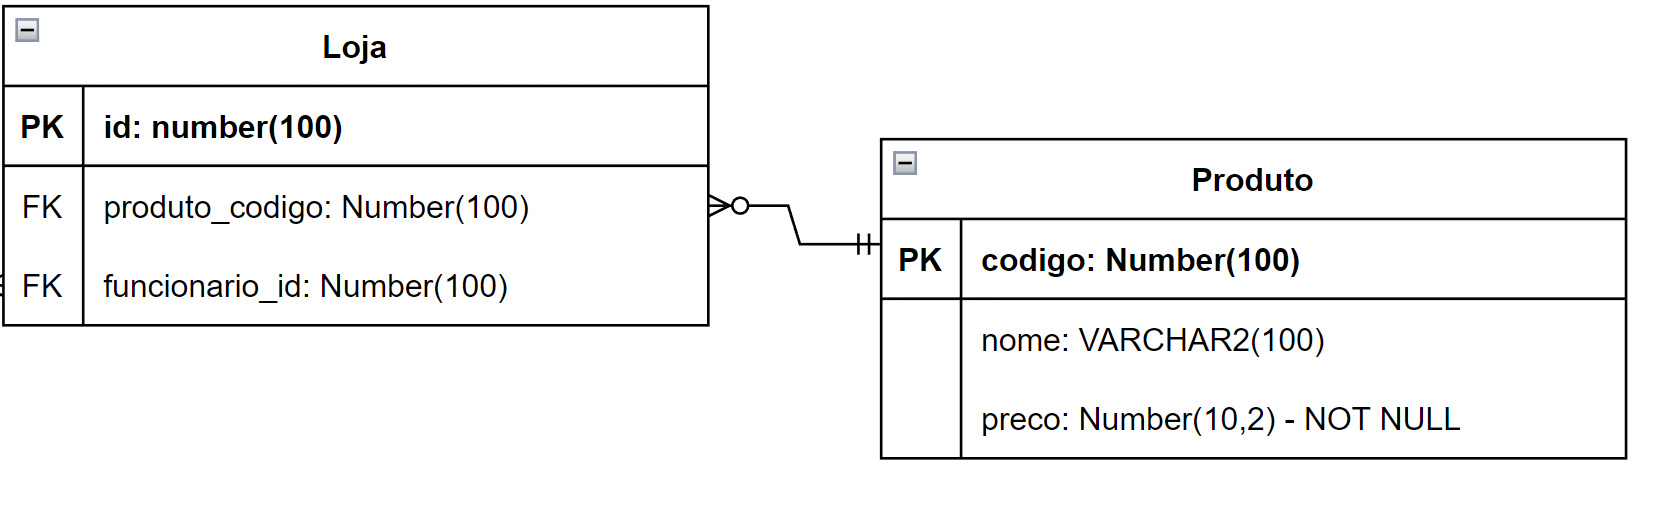 Loja
PK id: number(100)
FK produto_codigo: Number(100)
FK funcionario_id: Number(100)
Produto
PK codigo: Number(100)
nome: VARCHAR2(100)
preco: Number(10,2) - NOT NULL